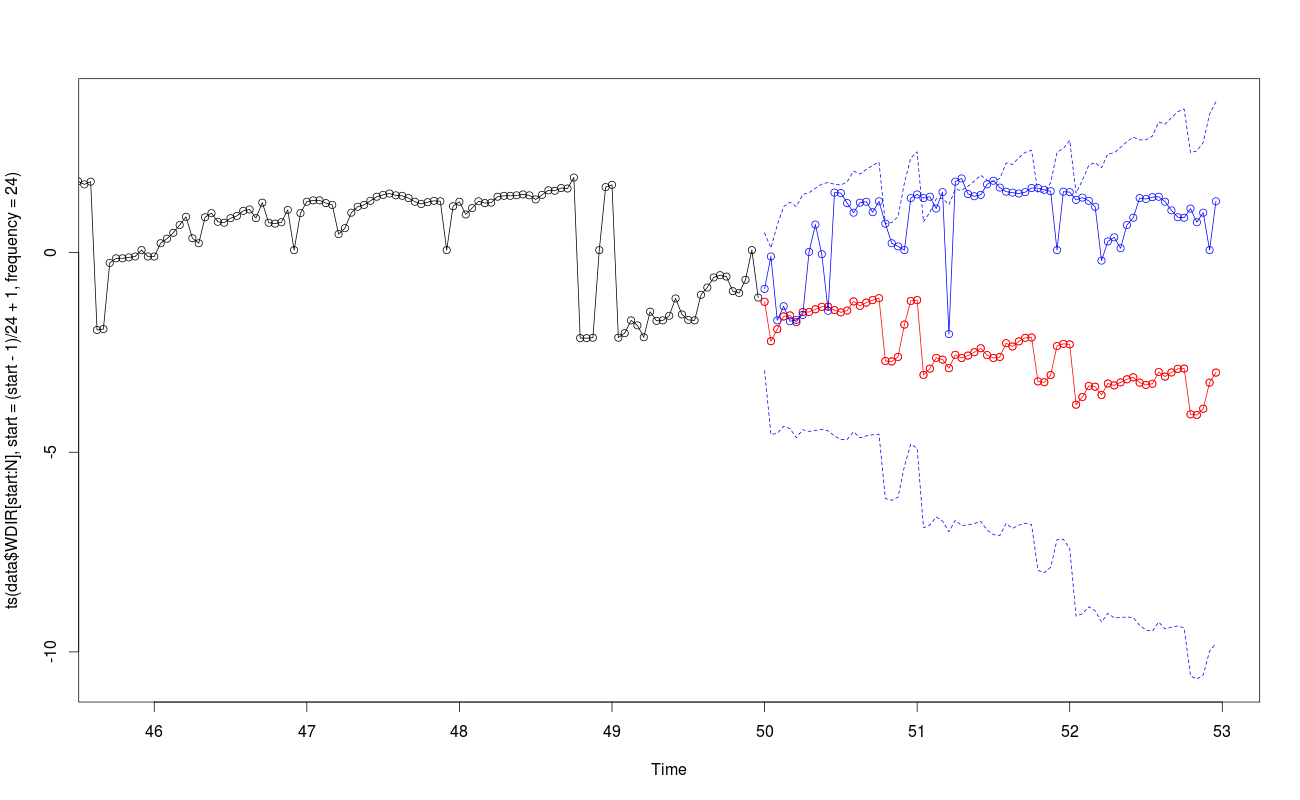 ts(data$WDIR[start:N], start = (start - 1)/24 + 1, frequency = 24)
0
-5
-10
46 47 48 49 50 51 52 53
Time